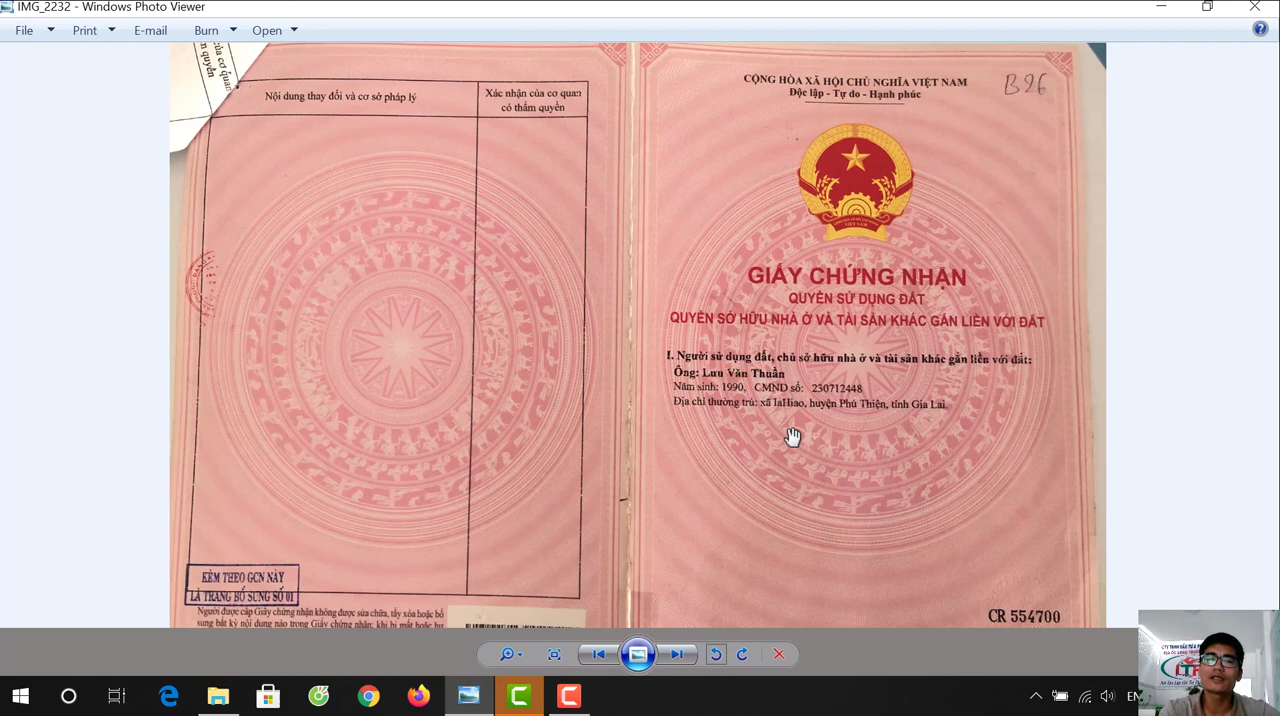 IMG_2232 - Windows Photo Viewer
File Print E-mail Burn Open
của cơ quan
n quyền
Nội dung thay đổi và cơ sở pháp lý
Xác nhận của cơ quan
có thẩm quyền
KÈM THEO GCN NÀY
LÀ TRANG BỔ SUNG SỐ 01
Người được cấp Giấy chứng nhận không được sửa chữa, tẩy xóa hoặc bổ
sung bất kỳ nội dung nào trong Giấy chứng nhận; khi bị mất hoặc hư
CỘNG HÒA XÃ HỘI CHỦ NGHĨA VIỆT NAM
Độc lập - Tự do - Hạnh phúc
B26
VIỆT NAM
GIẤY CHỨNG NHẬN
QUYỀN SỬ DỤNG ĐẤT
QUYỀN SỞ HỮU NHÀ Ở VÀ TÀI SẢN KHÁC GẮN LIỀN VỚI ĐẤT
I. Người sử dụng đất, chủ sở hữu nhà ở và tài sản khác gắn liền với đất:
Ông: Lưu Văn Thuần
Năm sinh: 1990, CMND số: 230712448
Địa chỉ thường trú: xã IaHiao, huyện Phú Thiện, tỉnh Gia Lai.
CR 554700